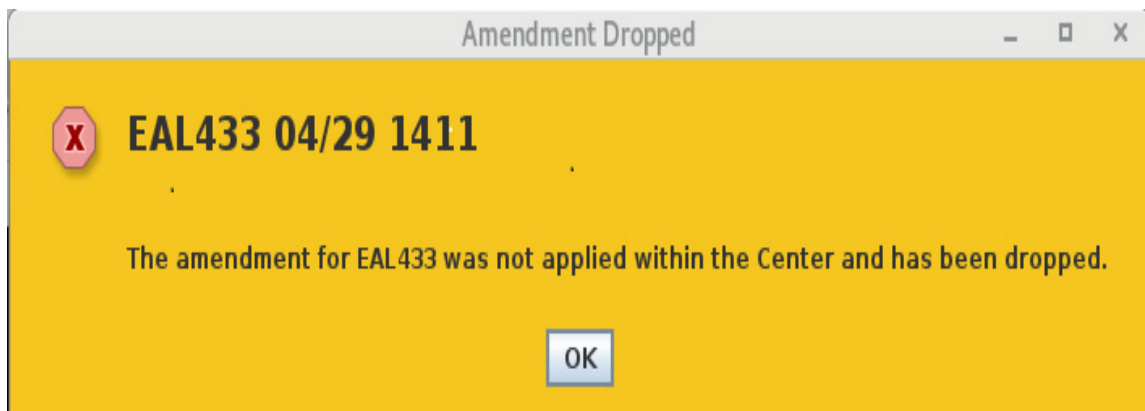 Amendment Dropped
X
EAL433 04/29 1411
The amendment for EAL433 was not applied within the Center and has been dropped.
OK